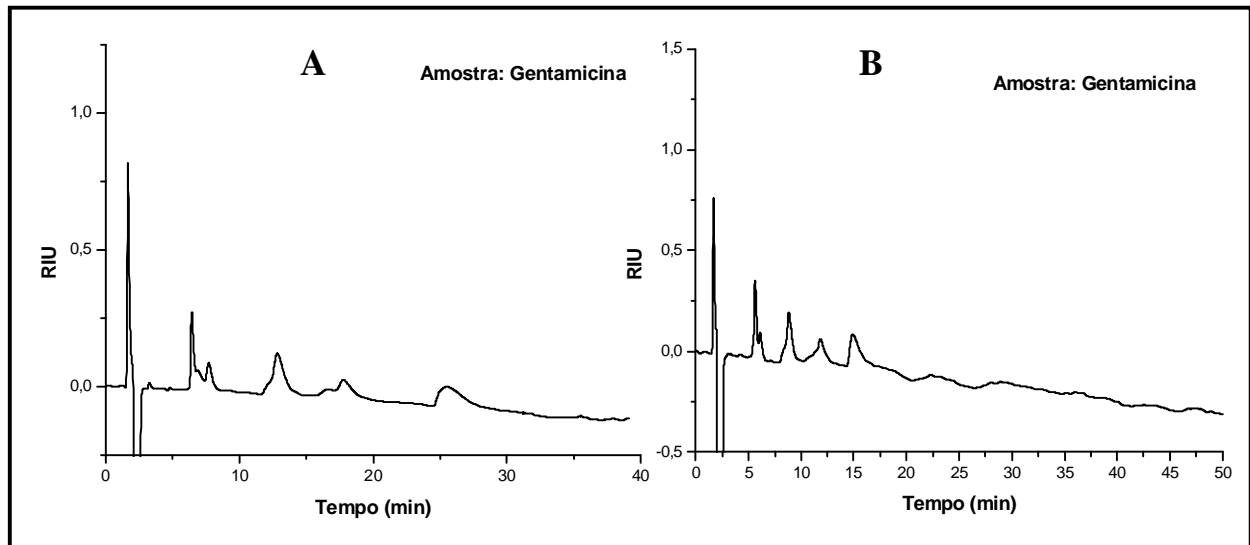 A
Amostra: Gentamicina
1,0
0,5
0,0
RIU
0 10 20 30 40
Tempo (min)
B
Amostra: Gentamicina
1,5
1,0
0,5
0,0
-0,5
RIU
0 5 10 15 20 25 30 35 40 45 50
Tempo (min)